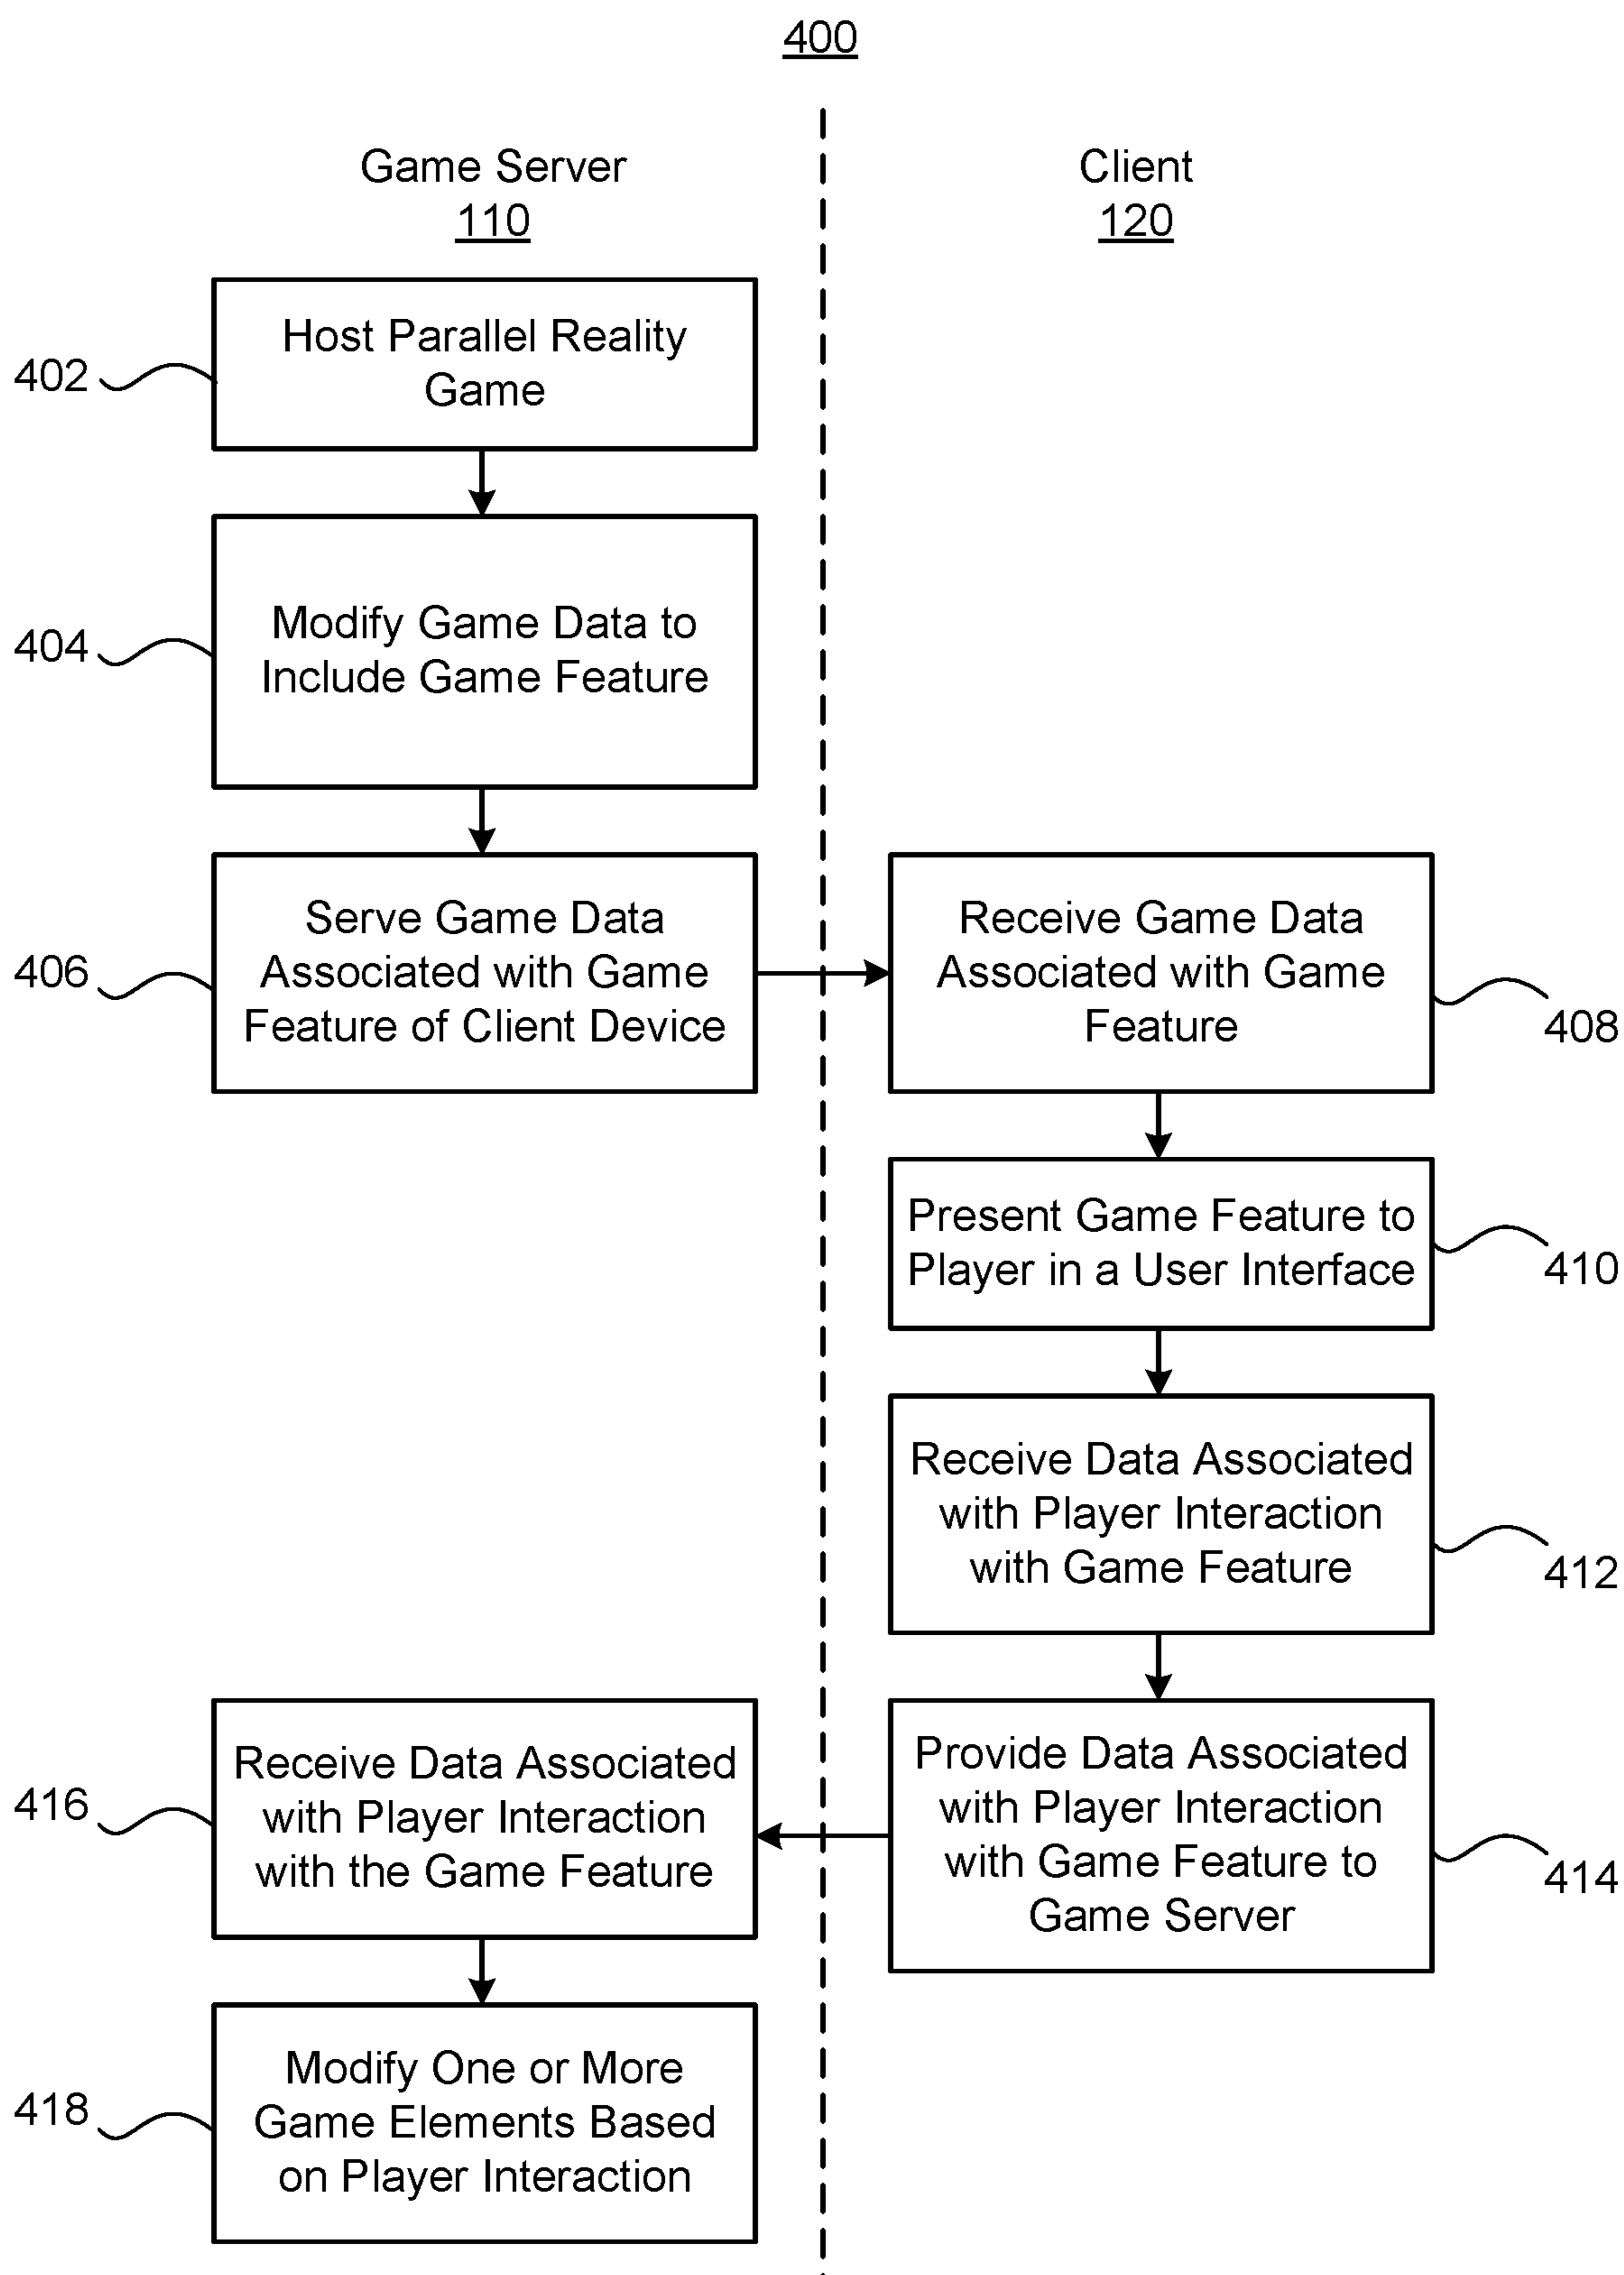 400
Game Server
110
Client
120
Host Parallel Reality
Game
402
Modify Game Data to
Include Game Feature
404
Serve Game Data
Associated with Game
Feature of Client Device
406
Receive Game Data
Associated with Game
Feature
408
Present Game Feature to
Player in a User Interface
410
Receive Data Associated
with Player Interaction
with Game Feature
412
Provide Data Associated
with Player Interaction
with Game Feature to
Game Server
414
Receive Data Associated
with Player Interaction
with the Game Feature
416
Modify One or More
Game Elements Based
on Player Interaction
418